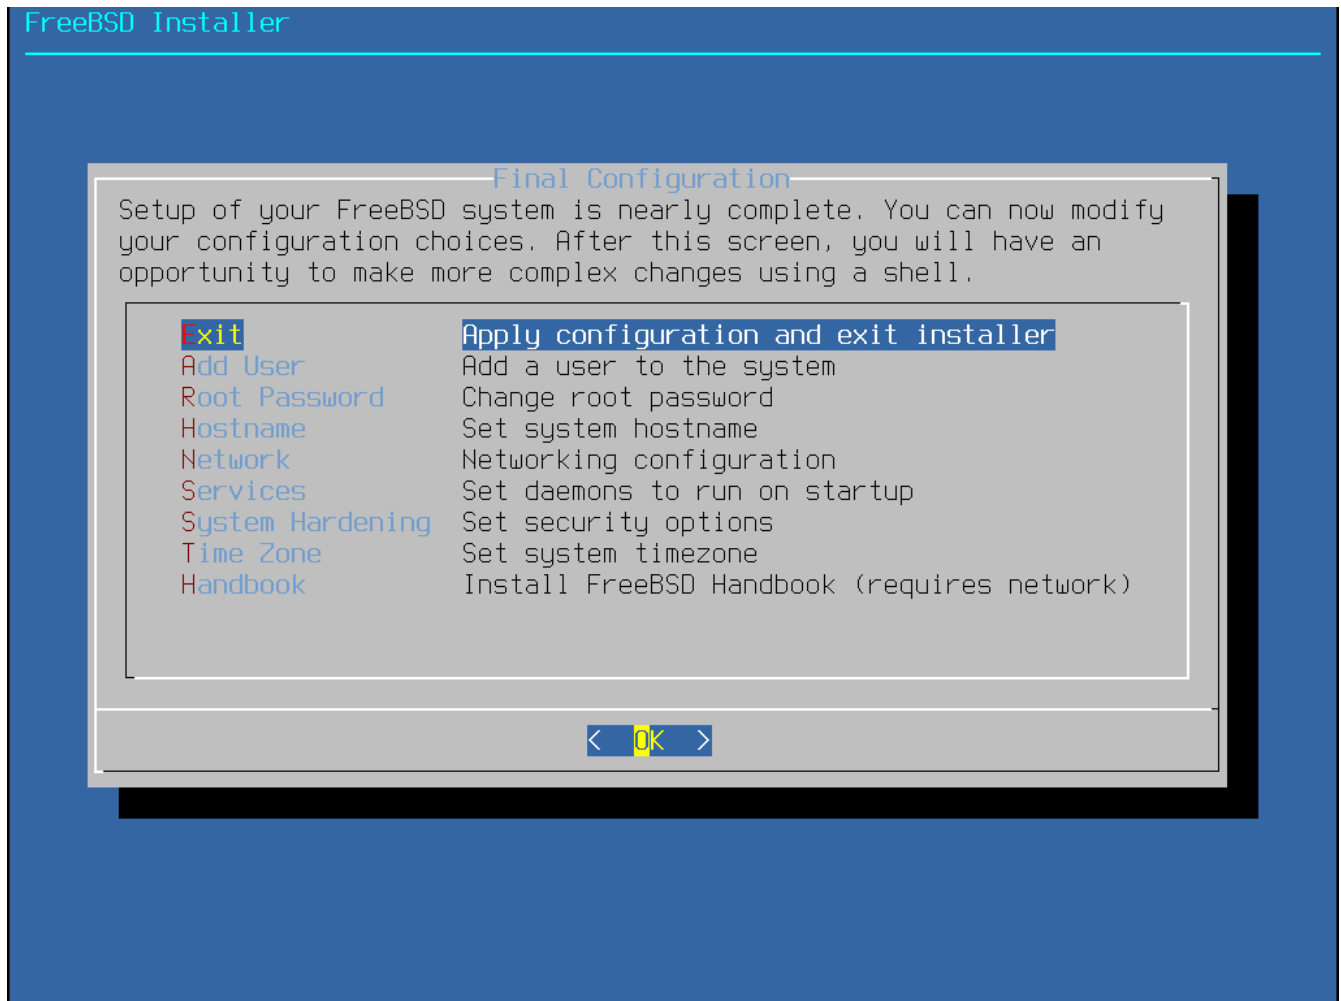 FreeBSD Installer
Final Configuration
Setup of your FreeBSD system is nearly complete. You can now modify
your configuration choices. After this screen, you will have an
opportunity to make more complex changes using a shell.
Exit Apply configuration and exit installer
Add User Add a user to the system
Root Password Change root password
Hostname Set system hostname
Network Networking configuration
Services Set daemons to run on startup
System Hardening Set security options
Time Zone Set system timezone
Handbook Install FreeBSD Handbook (requires network)
< OK >